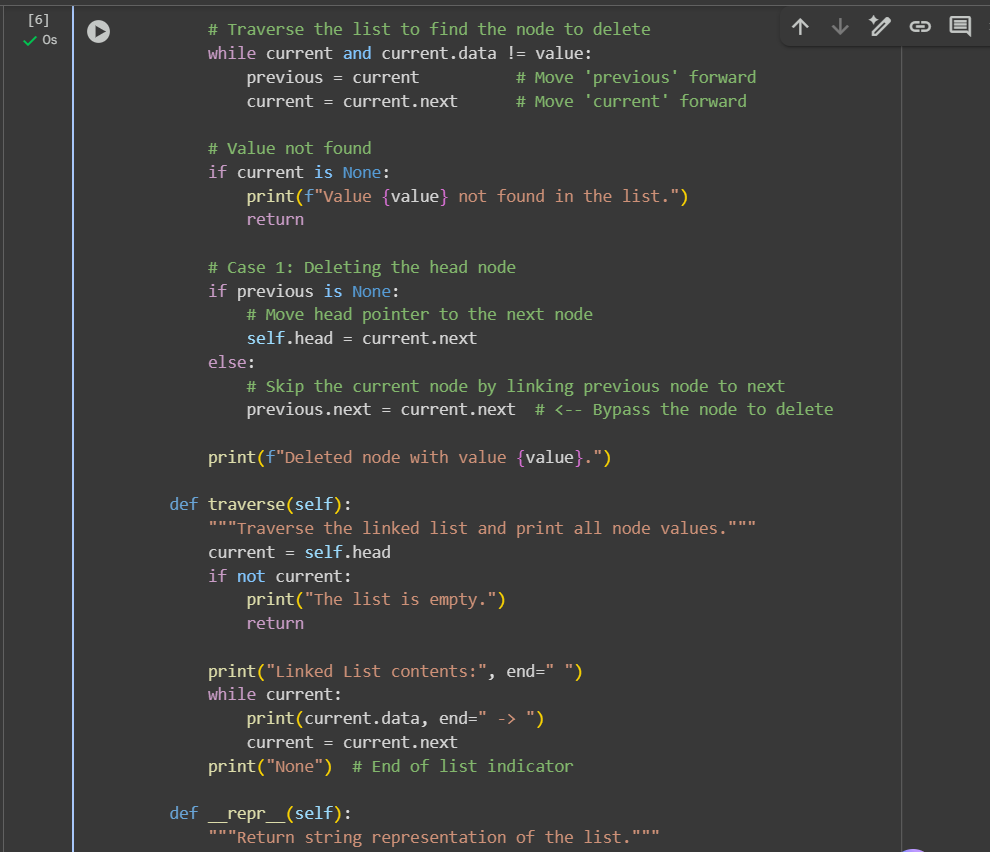 [6]
0s
        # Traverse the list to find the node to delete
        while current and current.data != value:
            previous = current          # Move 'previous' forward
            current = current.next      # Move 'current' forward

        # Value not found
        if current is None:
            print(f"Value {value} not found in the list.")
            return

        # Case 1: Deleting the head node
        if previous is None:
            # Move head pointer to the next node
            self.head = current.next
        else:
            # Skip the current node by linking previous node to next
            previous.next = current.next  # <-- Bypass the node to delete

        print(f"Deleted node with value {value}.")

    def traverse(self):
        """Traverse the linked list and print all node values."""
        current = self.head
        if not current:
            print("The list is empty.")
            return

        print("Linked List contents:", end=" ")
        while current:
            print(current.data, end=" -> ")
            current = current.next
        print("None")  # End of list indicator

    def __repr__(self):
        """Return string representation of the list."""